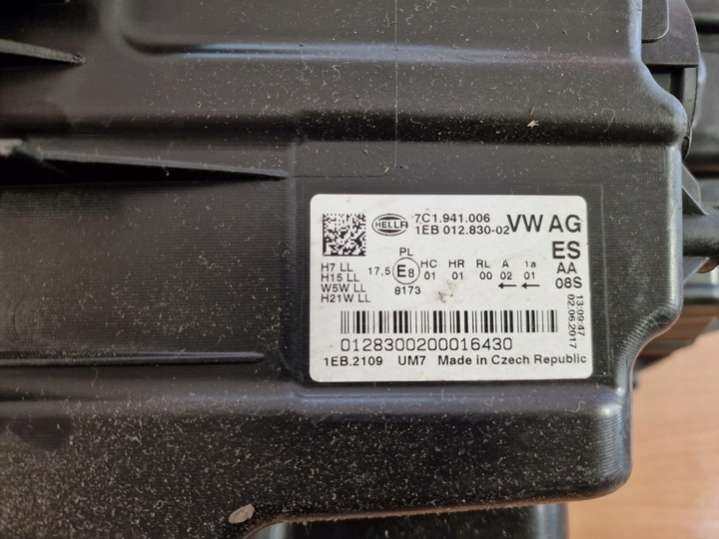 HELLA
7C1.941.006
1EB 012.830-02
VW AG
ES
AA
08S
13:09:47
02.06.2017
H7 LL
H15 LL
W5W LL
H21W LL
17,5
PL
E8
8173
HC HR RL A 1a
01 01 00 02 01
← ←
0128300200016430
1EB.2109 UM7 Made in Czech Republic